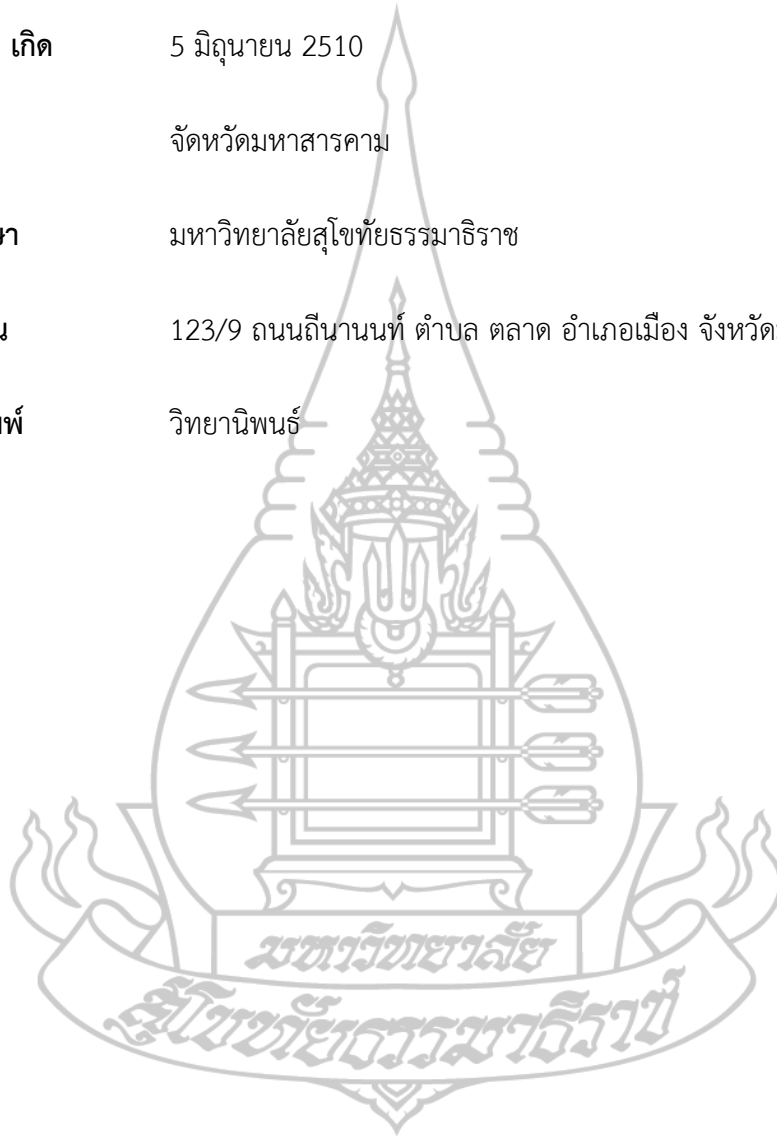 เกิด 5 มิถุนายน 2510
จัดหวัดมหาสารคาม
ษา มหาวิทยาลัยสุโขทัยธรรมาธิราช
น 123/9 ถนนถีนานนท์ ตำบล ตลาด อำเภอเมือง จังหวัด
มพ์ วิทยานิพนธ์
มหาวิทยาลัย
สุโขทัยธรรมาธิราช